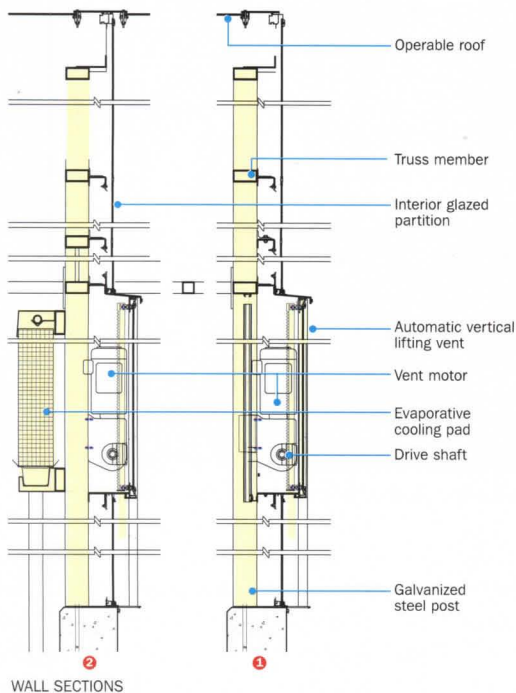 Operable roof
Truss member
Interior glazed
partition
Automatic vertical
lifting vent
Vent motor
Evaporative
cooling pad
Drive shaft
Galvanized
steel post
2
1
WALL SECTIONS